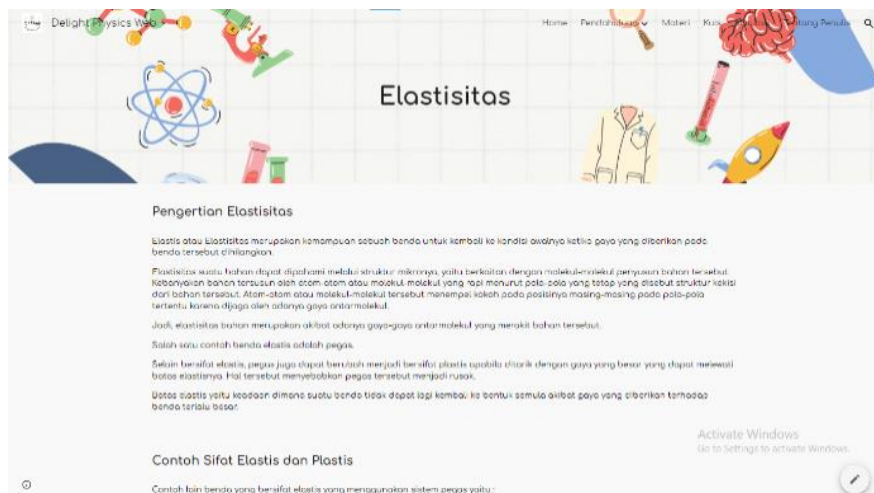 Delight Physics Web
Home Pendahuluan Materi Kuis Tentang Penulis
Elastisitas
Pengertian Elastisitas
Elastis atau Elastisitas merupakan kemampuan sebuah benda untuk kembali ke kondisi awalnya ketika gaya yang diberikan pada
benda tersebut dihilangkan.
Elastisitas suatu bahan dapat dipahami melalui struktur mikronya, yaitu berkaitan dengan molekul-molekul penyusun bahan tersebut.
Kebanyakan bahan tersusun oleh atom-atom atau molekul-molekul yang rapi menurut pola-pola yang tetap yang disebut struktur kekisi
dari bahan tersebut. Atom-atom atau molekul-molekul tersebut menempel kokoh pada posisinya masing-masing pada pola-pola
tertentu karena dijaga oleh adanya gaya antarmolekul.
Jadi, elastisitas bahan merupakan akibat adanya gaya-gaya antarmolekul yang merakit bahan tersebut.
Salah satu contoh benda elastis adalah pegas.
Selain bersifat elastis, pegas juga dapat berubah menjadi bersifat plastis apabila ditarik dengan gaya yang besar yang dapat melewati
batas elastisnya. Hal tersebut menyebabkan pegas tersebut menjadi rusak.
Batas elastis yaitu keadaan dimana suatu benda tidak dapat lagi kembali ke bentuk semula akibat gaya yang diberikan terhadap
benda terlalu besar.
Activate Windows
Go to Settings to activate Windows.
Contoh Sifat Elastis dan Plastis
Contoh lain benda yang bersifat elastis yang menggunakan sistem pegas yaitu :